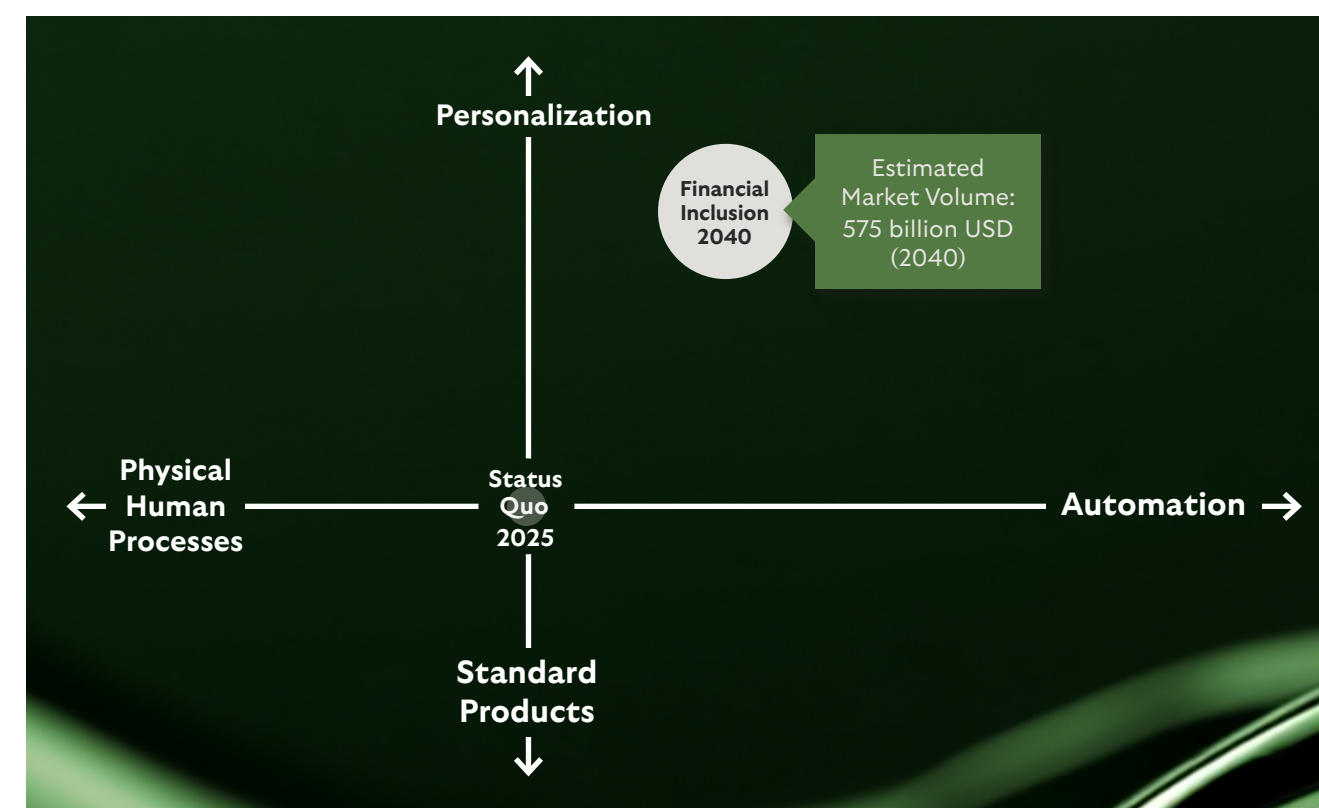 Personalization
Financial
Inclusion
2040
Estimated
Market Volume:
575 billion USD
(2040)
Physical
Human
Processes
Status
Quo
2025
Automation
Standard
Products